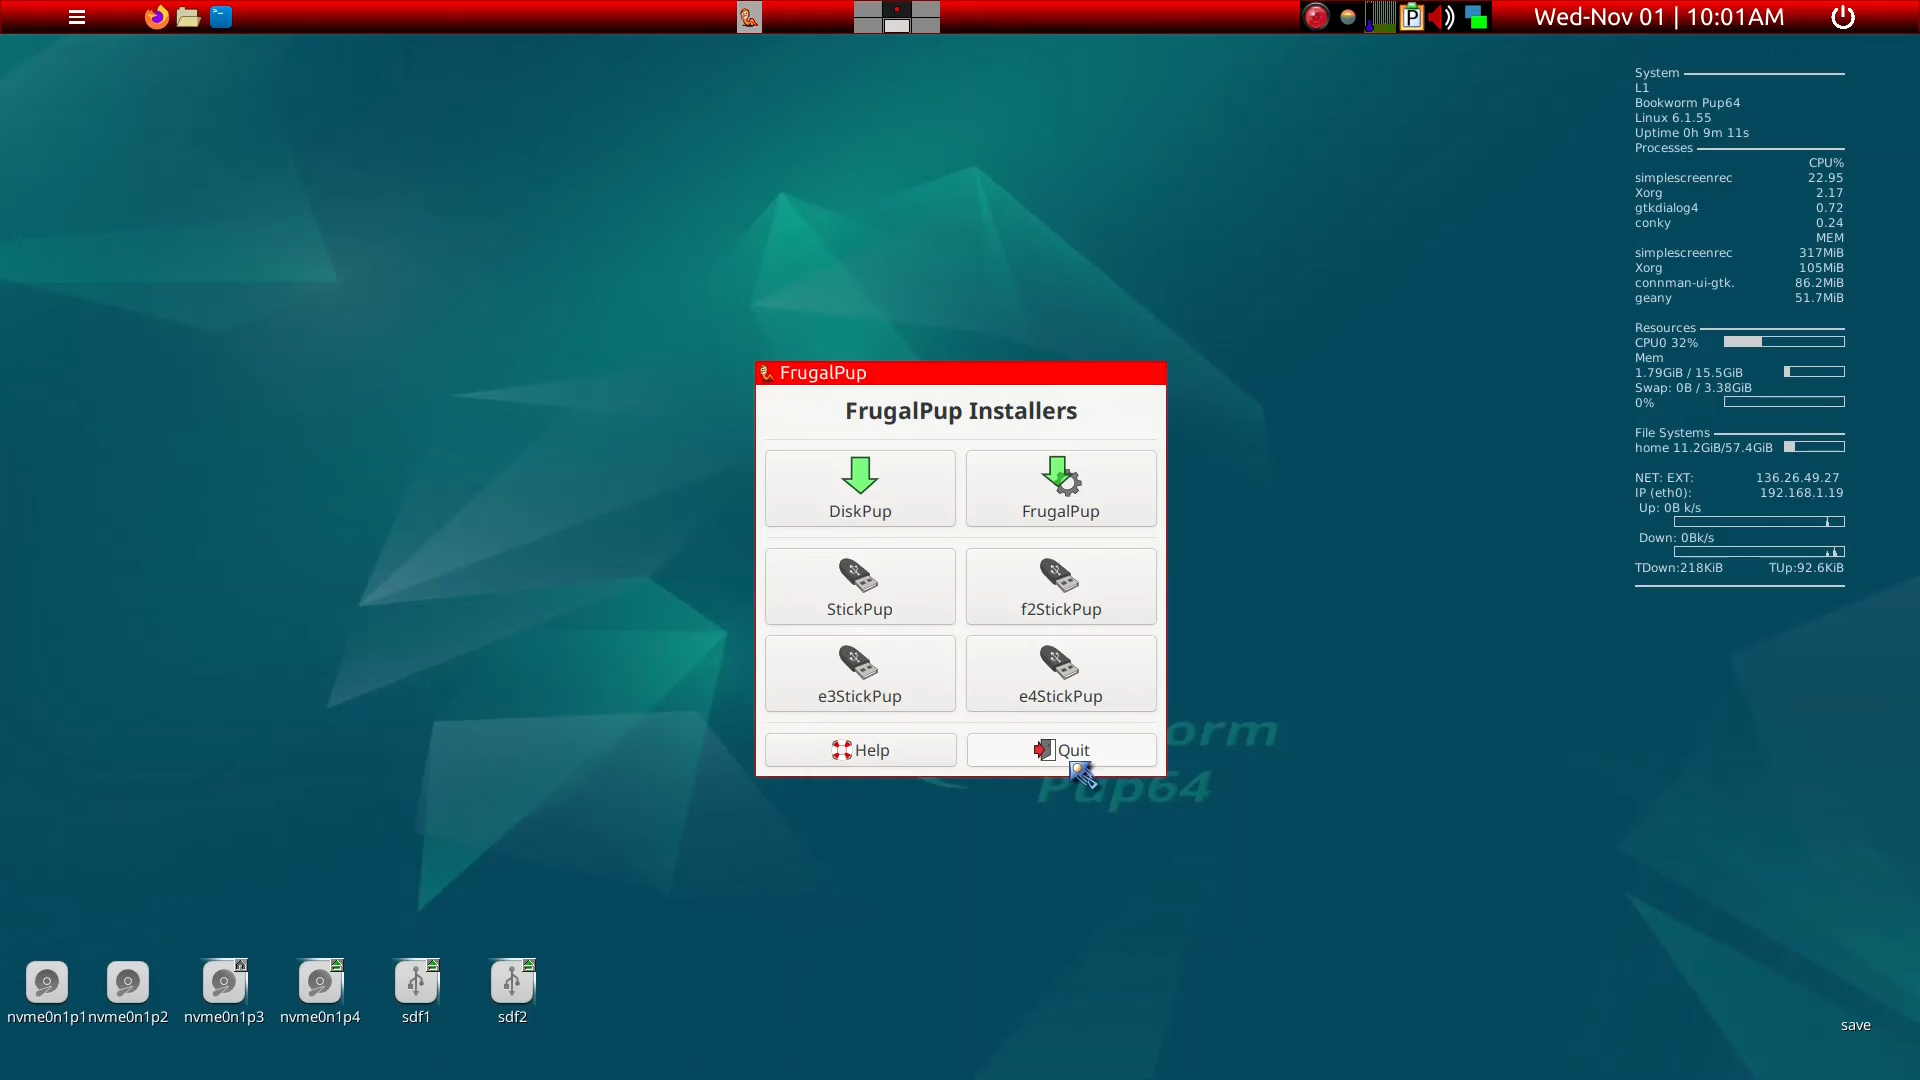 Wed-Nov 01 | 10:01AM
System
L1
Bookworm Pup64
Linux 6.1.55
Uptime 0h 9m 11s
Processes
CPU%
simplescreenrec 22.95
Xorg 2.17
gtkdialog4 0.72
conky 0.24
MEM
simplescreenrec 317MiB
Xorg 105MiB
connman-ui-gtk. 86.2MiB
geany 51.7MiB
Resources
CPU0 32%
Mem
1.79GiB / 15.5GiB
Swap: 0B / 3.38GiB
0%
File Systems
home 11.2GiB/57.4GiB
NET: EXT: 136.26.49.27
IP (eth0): 192.168.1.19
Up: 0B k/s
Down: 0Bk/s
TDown:218KiB TUp:92.6KiB
FrugalPup
FrugalPup Installers
DiskPup FrugalPup
StickPup f2StickPup
e3StickPup e4StickPup
Help Quit
orm
Pup64
nvme0n1p1 nvme0n1p2 nvme0n1p3 nvme0n1p4 sdf1 sdf2
save